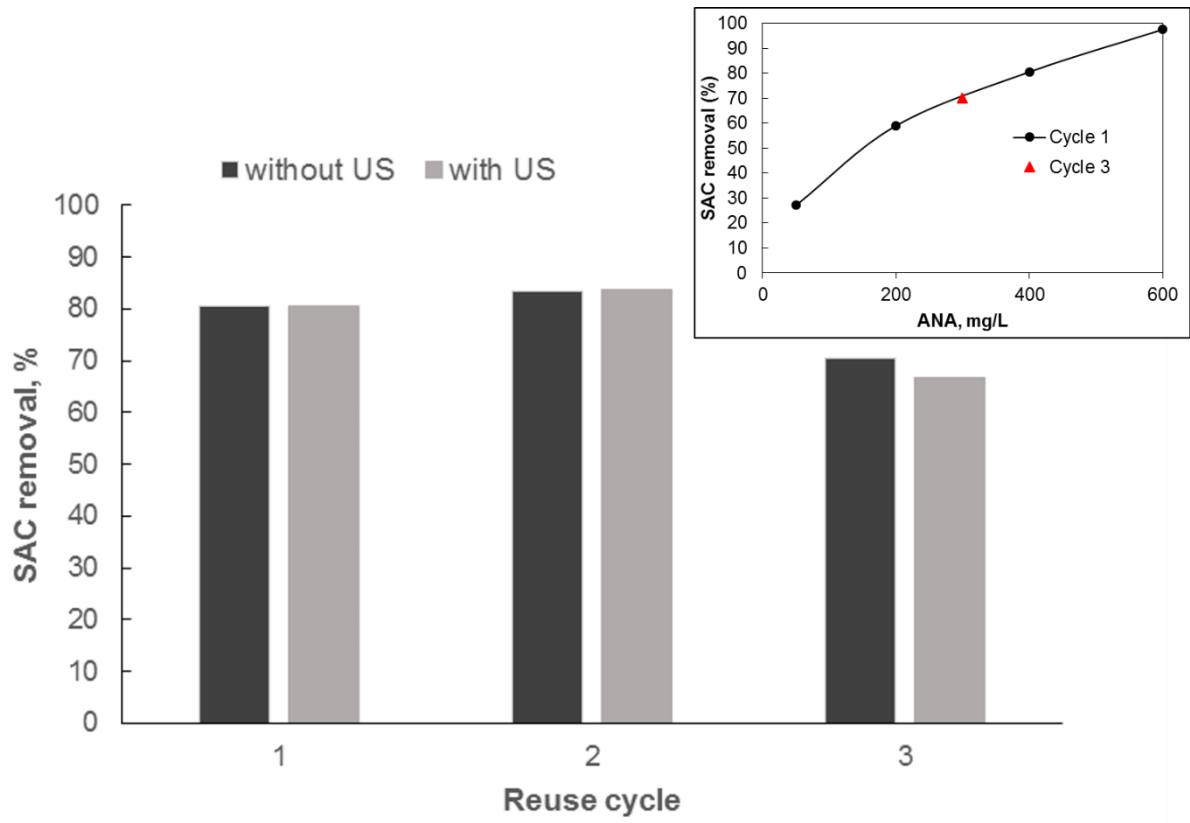 without US with US
SAC removal, %
100
90
80
70
60
50
40
30
20
10
0
1 2 3
Reuse cycle
SAC removal (%)
100
90
80
70
60
50
40
30
20
10
0
Cycle 1
Cycle 3
0 200 400 600
ANA, mg/L